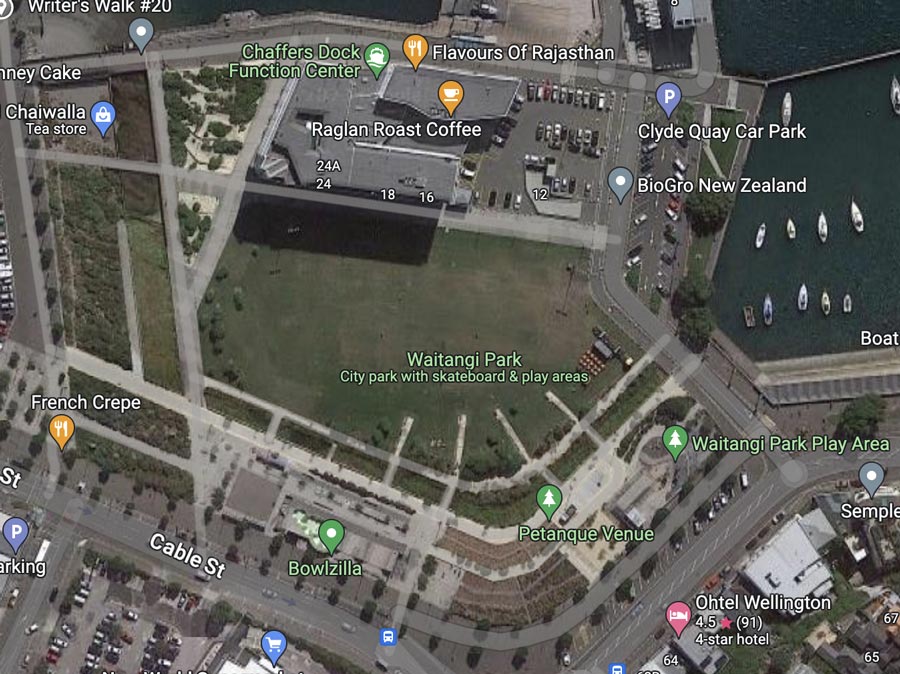 Writer's Walk #20
8
Chaffers Dock
Function Center
Flavours Of Rajasthan
nney Cake
P
Chaiwalla
Tea store
Raglan Roast Coffee
Clyde Quay Car Park
24A
24
18
16
12
BioGro New Zealand
Boat
Waitangi Park
City park with skateboard & play areas
French Crepe
Waitangi Park Play Area
St
Semple
P
Petanque Venue
arking
Cable St
Bowlzilla
Ohtel Wellington
4.5 ★ (91)
4-star hotel
67
64
65